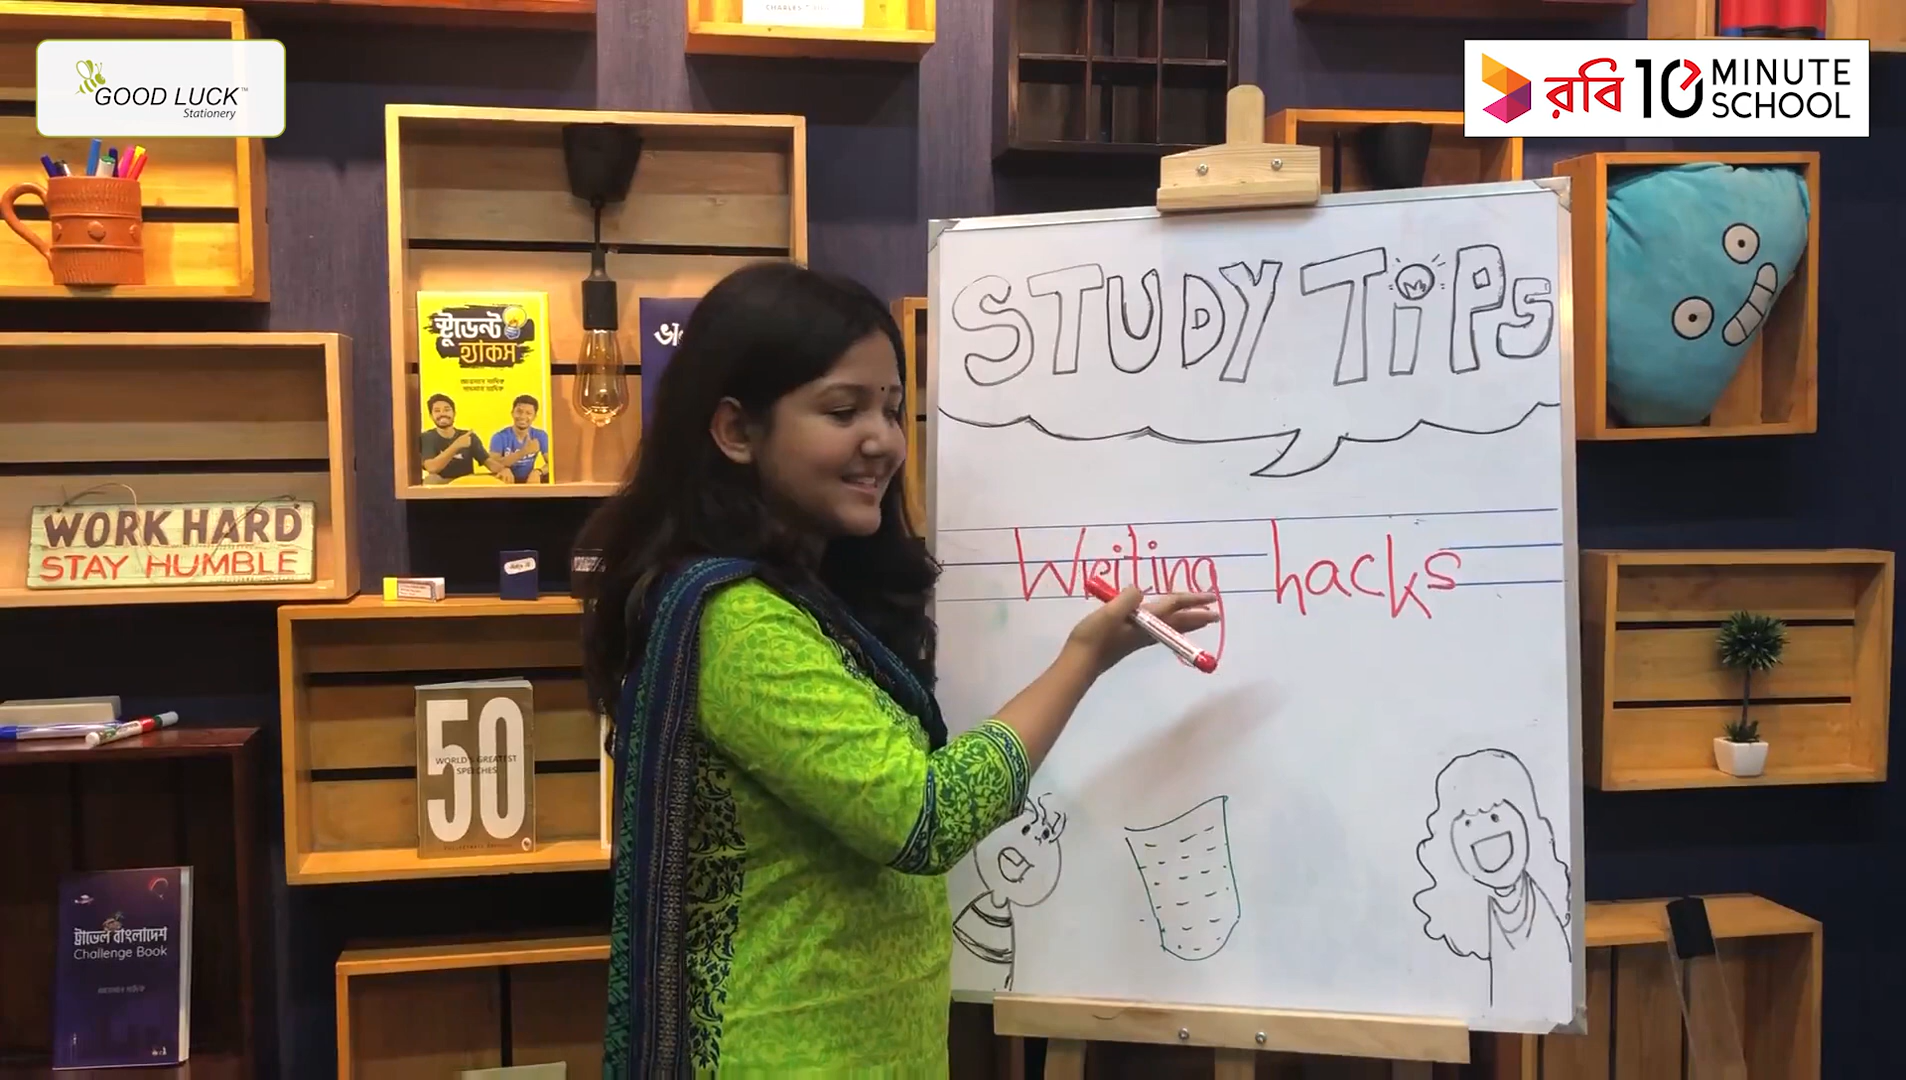 GOOD LUCK™
Stationery
রবি 10 MINUTE SCHOOL
STUDY TiPS
Writing hacks
স্টুডেন্ট
হ্যাকস
WORK HARD
STAY HUMBLE
50
WORLD'S GREATEST
SPEECHES
ট্রাভেল বাংলাদেশ
Challenge Book